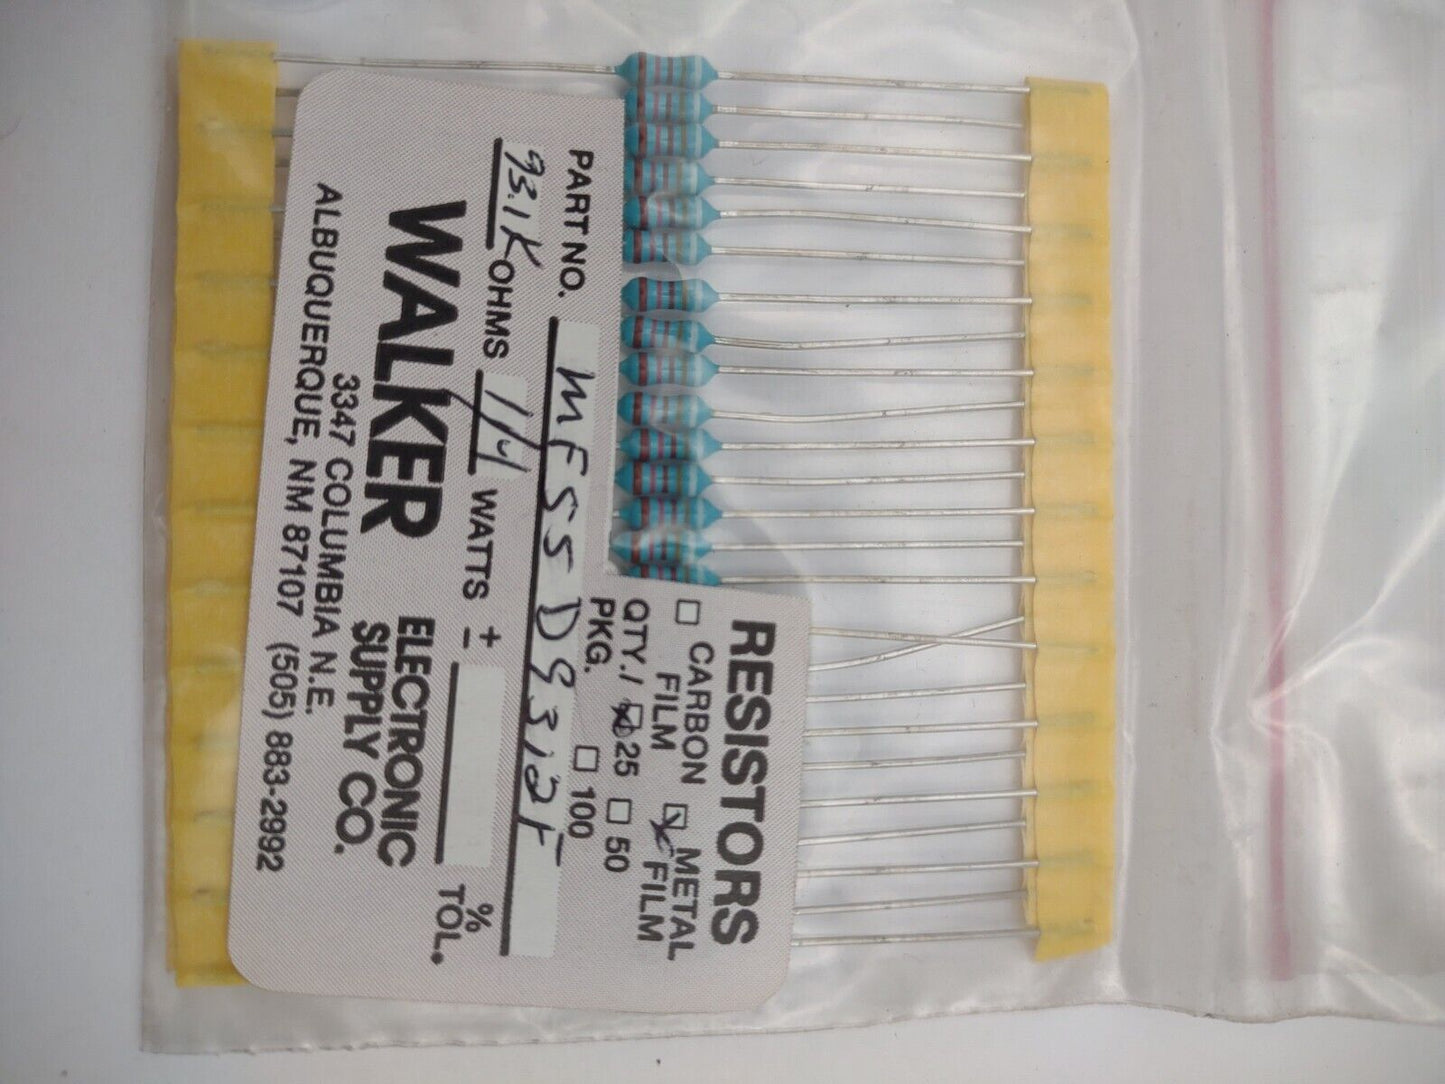 RESISTORS
☐ CARBON FILM ☑ METAL FILM
QTY./PKG. ☑ 25 ☐ 50
☐ 100
PART NO. MF55D9312F
93.1K OHMS 1/4 WATTS ± % TOL.
WALKER ELECTRONIC SUPPLY CO.
3347 COLUMBIA N.E.
ALBUQUERQUE, NM 87107 (505) 883-2992